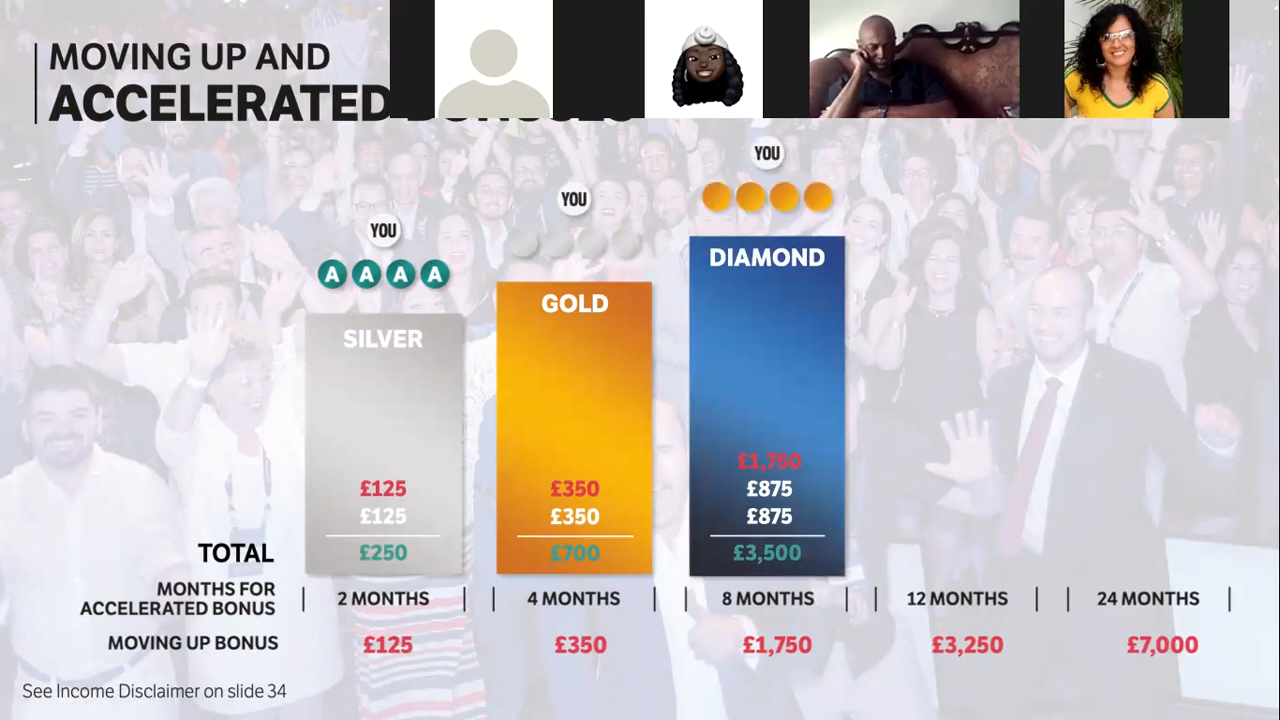 MOVING UP AND
ACCELERATED
YOU
YOU
YOU
A A A A
SILVER
GOLD
DIAMOND
£1,750
£125 £350 £875
£125 £350 £875
TOTAL £250 £700 £3,500
MONTHS FOR
ACCELERATED BONUS
2 MONTHS 4 MONTHS 8 MONTHS 12 MONTHS 24 MONTHS
MOVING UP BONUS £125 £350 £1,750 £3,250 £7,000
See Income Disclaimer on slide 34